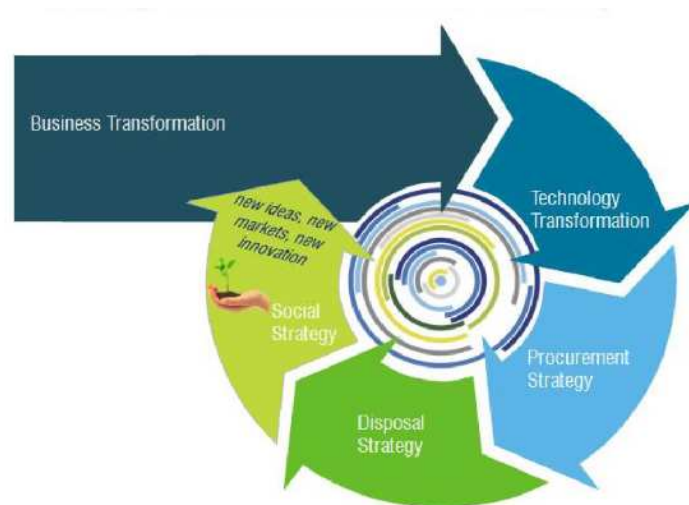 Business Transformation
Technology
Transformation
Procurement
Strategy
Disposal
Strategy
Social
Strategy
new ideas, new
markets, new
innovation